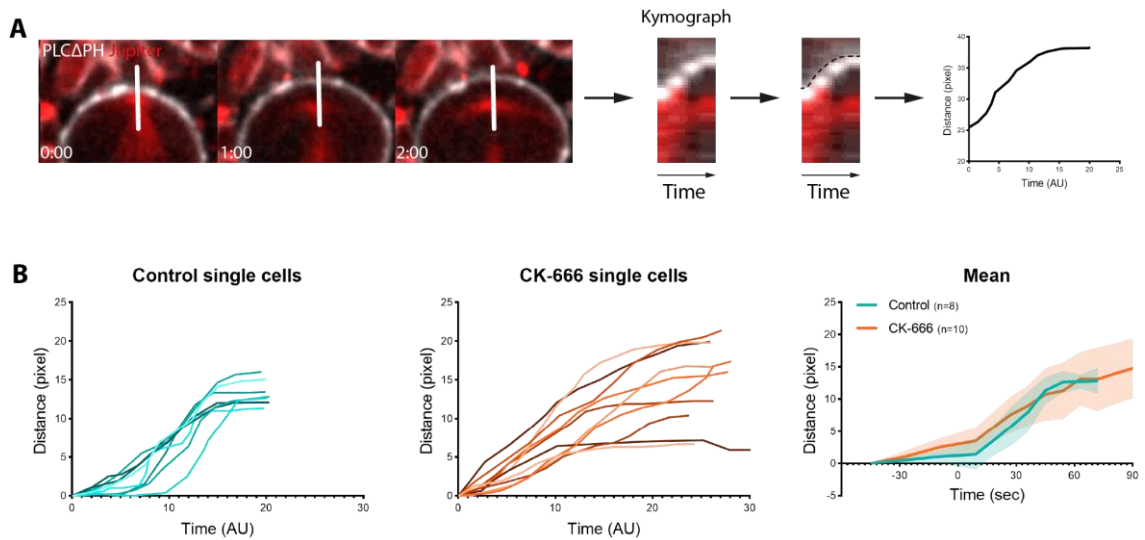 A
PLCΔPH Jupiter
0:00
1:00
2:00
Kymograph
Time
Time
Distance (pixel)
40
35
30
25
20
0 5 10 15 20 25
Time (AU)
B
Control single cells
Distance (pixel)
25
20
15
10
5
0
0 10 20 30
Time (AU)
CK-666 single cells
Distance (pixel)
25
20
15
10
5
0
0 10 20 30
Time (AU)
Mean
Control (n=8)
CK-666 (n=10)
Distance (pixel)
25
20
15
10
5
0
-5
-30 0 30 60 90
Time (sec)